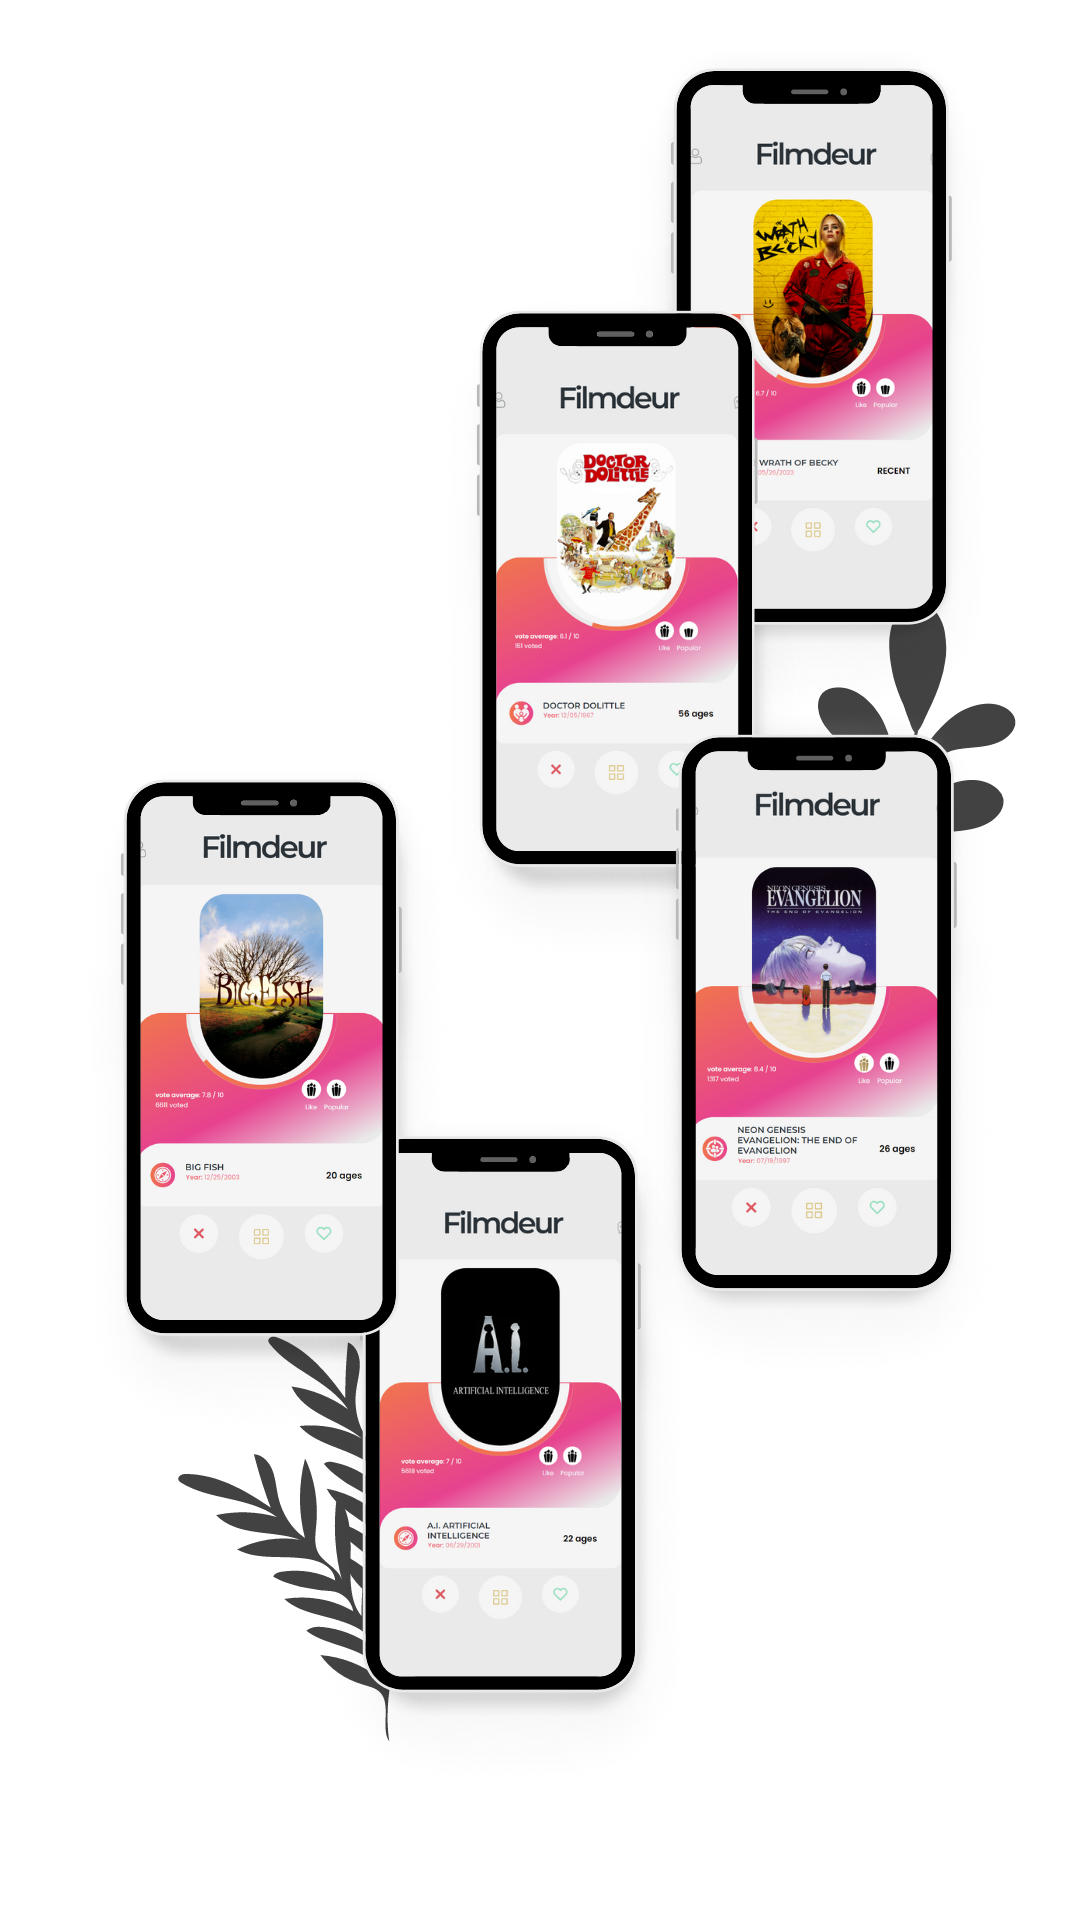 Filmdeur
WRATH
OF
BECKY
6.7 / 10
Like Popular
WRATH OF BECKY
05/26/2023
RECENT
Filmdeur
DOCTOR
DOLITTLE
vote average: 6.1 / 10
151 voted
Like Popular
DOCTOR DOLITTLE
Year: 12/05/1967
56 ages
Filmdeur
NEON GENESIS
EVANGELION
THE END OF EVANGELION
vote average: 8.4 / 10
1317 voted
Like Popular
NEON GENESIS
EVANGELION: THE END OF
EVANGELION
Year: 07/19/1997
26 ages
Filmdeur
BIG FISH
vote average: 7.8 / 10
6611 voted
Like Popular
BIG FISH
Year: 12/25/2003
20 ages
Filmdeur
A.I.
ARTIFICIAL INTELLIGENCE
vote average: 7 / 10
5618 voted
Like Popular
A.I. ARTIFICIAL
INTELLIGENCE
Year: 06/29/2001
22 ages